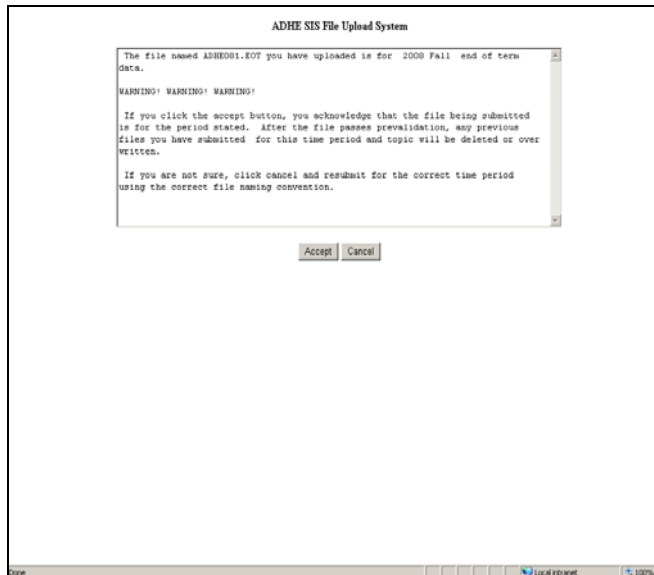 ADHE SIS File Upload System
The file named ADHE081.EOT you have uploaded is for 2008 Fall end of term
data.
WARNING! WARNING! WARNING!
If you click the accept button, you acknowledge that the file being submitted
is for the period stated. After the file passes prevalidation, any previous
files you have submitted for this time period and topic will be deleted or over
written.
If you are not sure, click cancel and resubmit for the correct time period
using the correct file naming convention.
Accept Cancel
Done Local intranet 100%